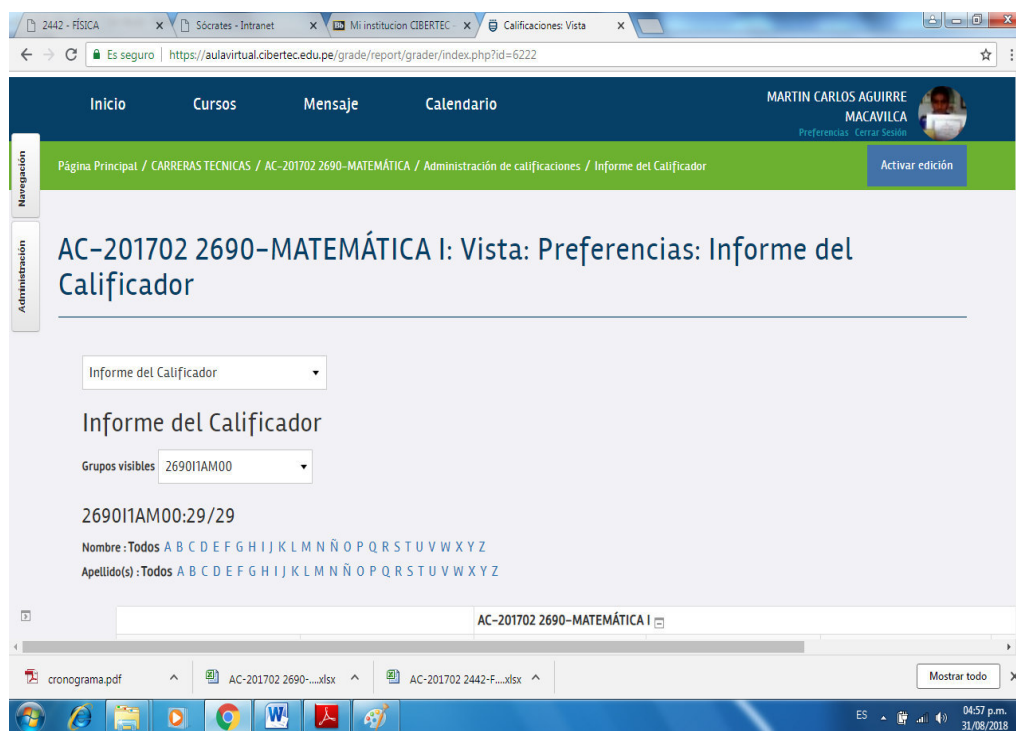 2442 - FÍSICA
Sócrates - Intranet
Mi institucion CIBERTEC -
Calificaciones: Vista
Es seguro | https://aulavirtual.cibertec.edu.pe/grade/report/grader/index.php?id=6222
Inicio Cursos Mensaje Calendario
MARTIN CARLOS AGUIRRE
MACAVILCA
Preferencias Cerrar Sesión
Navegación
Página Principal / CARRERAS TECNICAS / AC-201702 2690-MATEMÁTICA / Administración de calificaciones / Informe del Calificador
Activar edición
Administración
AC-201702 2690-MATEMÁTICA I: Vista: Preferencias: Informe del
Calificador
Informe del Calificador
Informe del Calificador
Grupos visibles 2690I1AM00
2690I1AM00:29/29
Nombre : Todos A B C D E F G H I J K L M N Ñ O P Q R S T U V W X Y Z
Apellido(s) : Todos A B C D E F G H I J K L M N Ñ O P Q R S T U V W X Y Z
AC-201702 2690-MATEMÁTICA I
cronograma.pdf
AC-201702 2690-....xlsx
AC-201702 2442-F....xlsx
Mostrar todo
ES
04:57 p.m.
31/08/2018